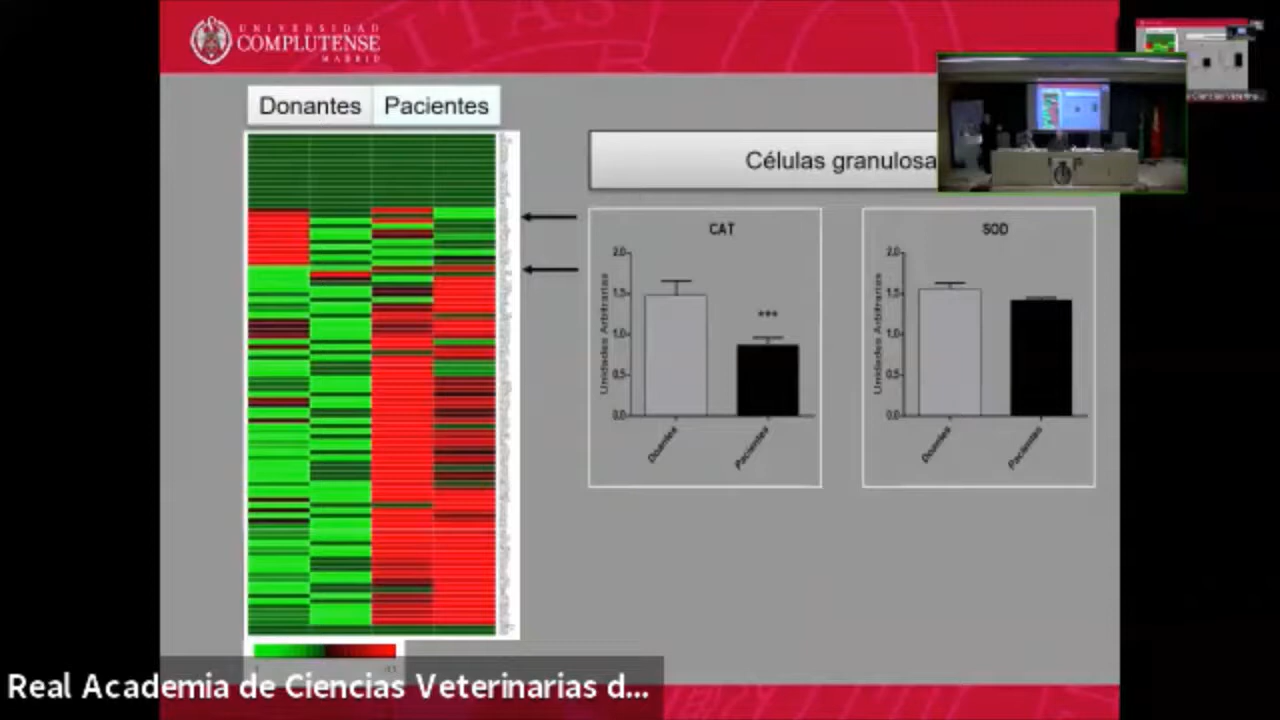 UNIVERSIDAD
COMPLUTENSE
MADRID
Donantes Pacientes
Células granulosa
CAT
Unidades Arbitrarias
2.0
1.5
1.0
0.5
0.0
***
Doantes
Pacientes
SOD
Unidades Arbitrarias
2.0
1.5
1.0
0.5
0.0
Doantes
Pacientes
Real Academia de Ciencias Veterinarias d...